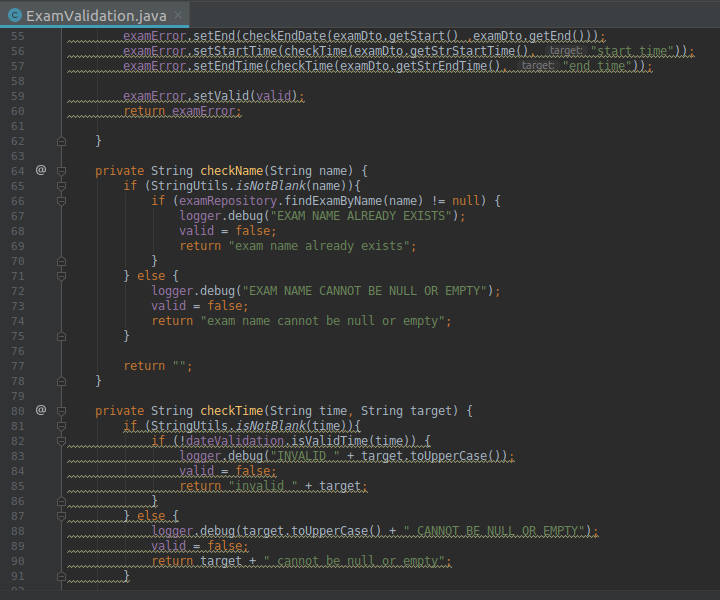 ExamValidation.java
55 examError.setEnd(checkEndDate(examDto.getStart() ,examDto.getEnd()));
56 examError.setStartTime(checkTime(examDto.getStrStartTime(), target: "start time"));
57 examError.setEndTime(checkTime(examDto.getStrEndTime(), target: "end time"));
58
59 examError.setValid(valid);
60 return examError;
61
62 }
63
64 @ private String checkName(String name) {
65 if (StringUtils.isNotBlank(name)){
66 if (examRepository.findExamByName(name) != null) {
67 logger.debug("EXAM NAME ALREADY EXISTS");
68 valid = false;
69 return "exam name already exists";
70 }
71 } else {
72 logger.debug("EXAM NAME CANNOT BE NULL OR EMPTY");
73 valid = false;
74 return "exam name cannot be null or empty";
75 }
76
77 return "";
78 }
79
80 @ private String checkTime(String time, String target) {
81 if (StringUtils.isNotBlank(time)){
82 if (!dateValidation.isValidTime(time)) {
83 logger.debug("INVALID " + target.toUpperCase());
84 valid = false;
85 return "invalid " + target;
86 }
87 } else {
88 logger.debug(target.toUpperCase() + " CANNOT BE NULL OR EMPTY");
89 valid = false;
90 return target + " cannot be null or empty";
91 }